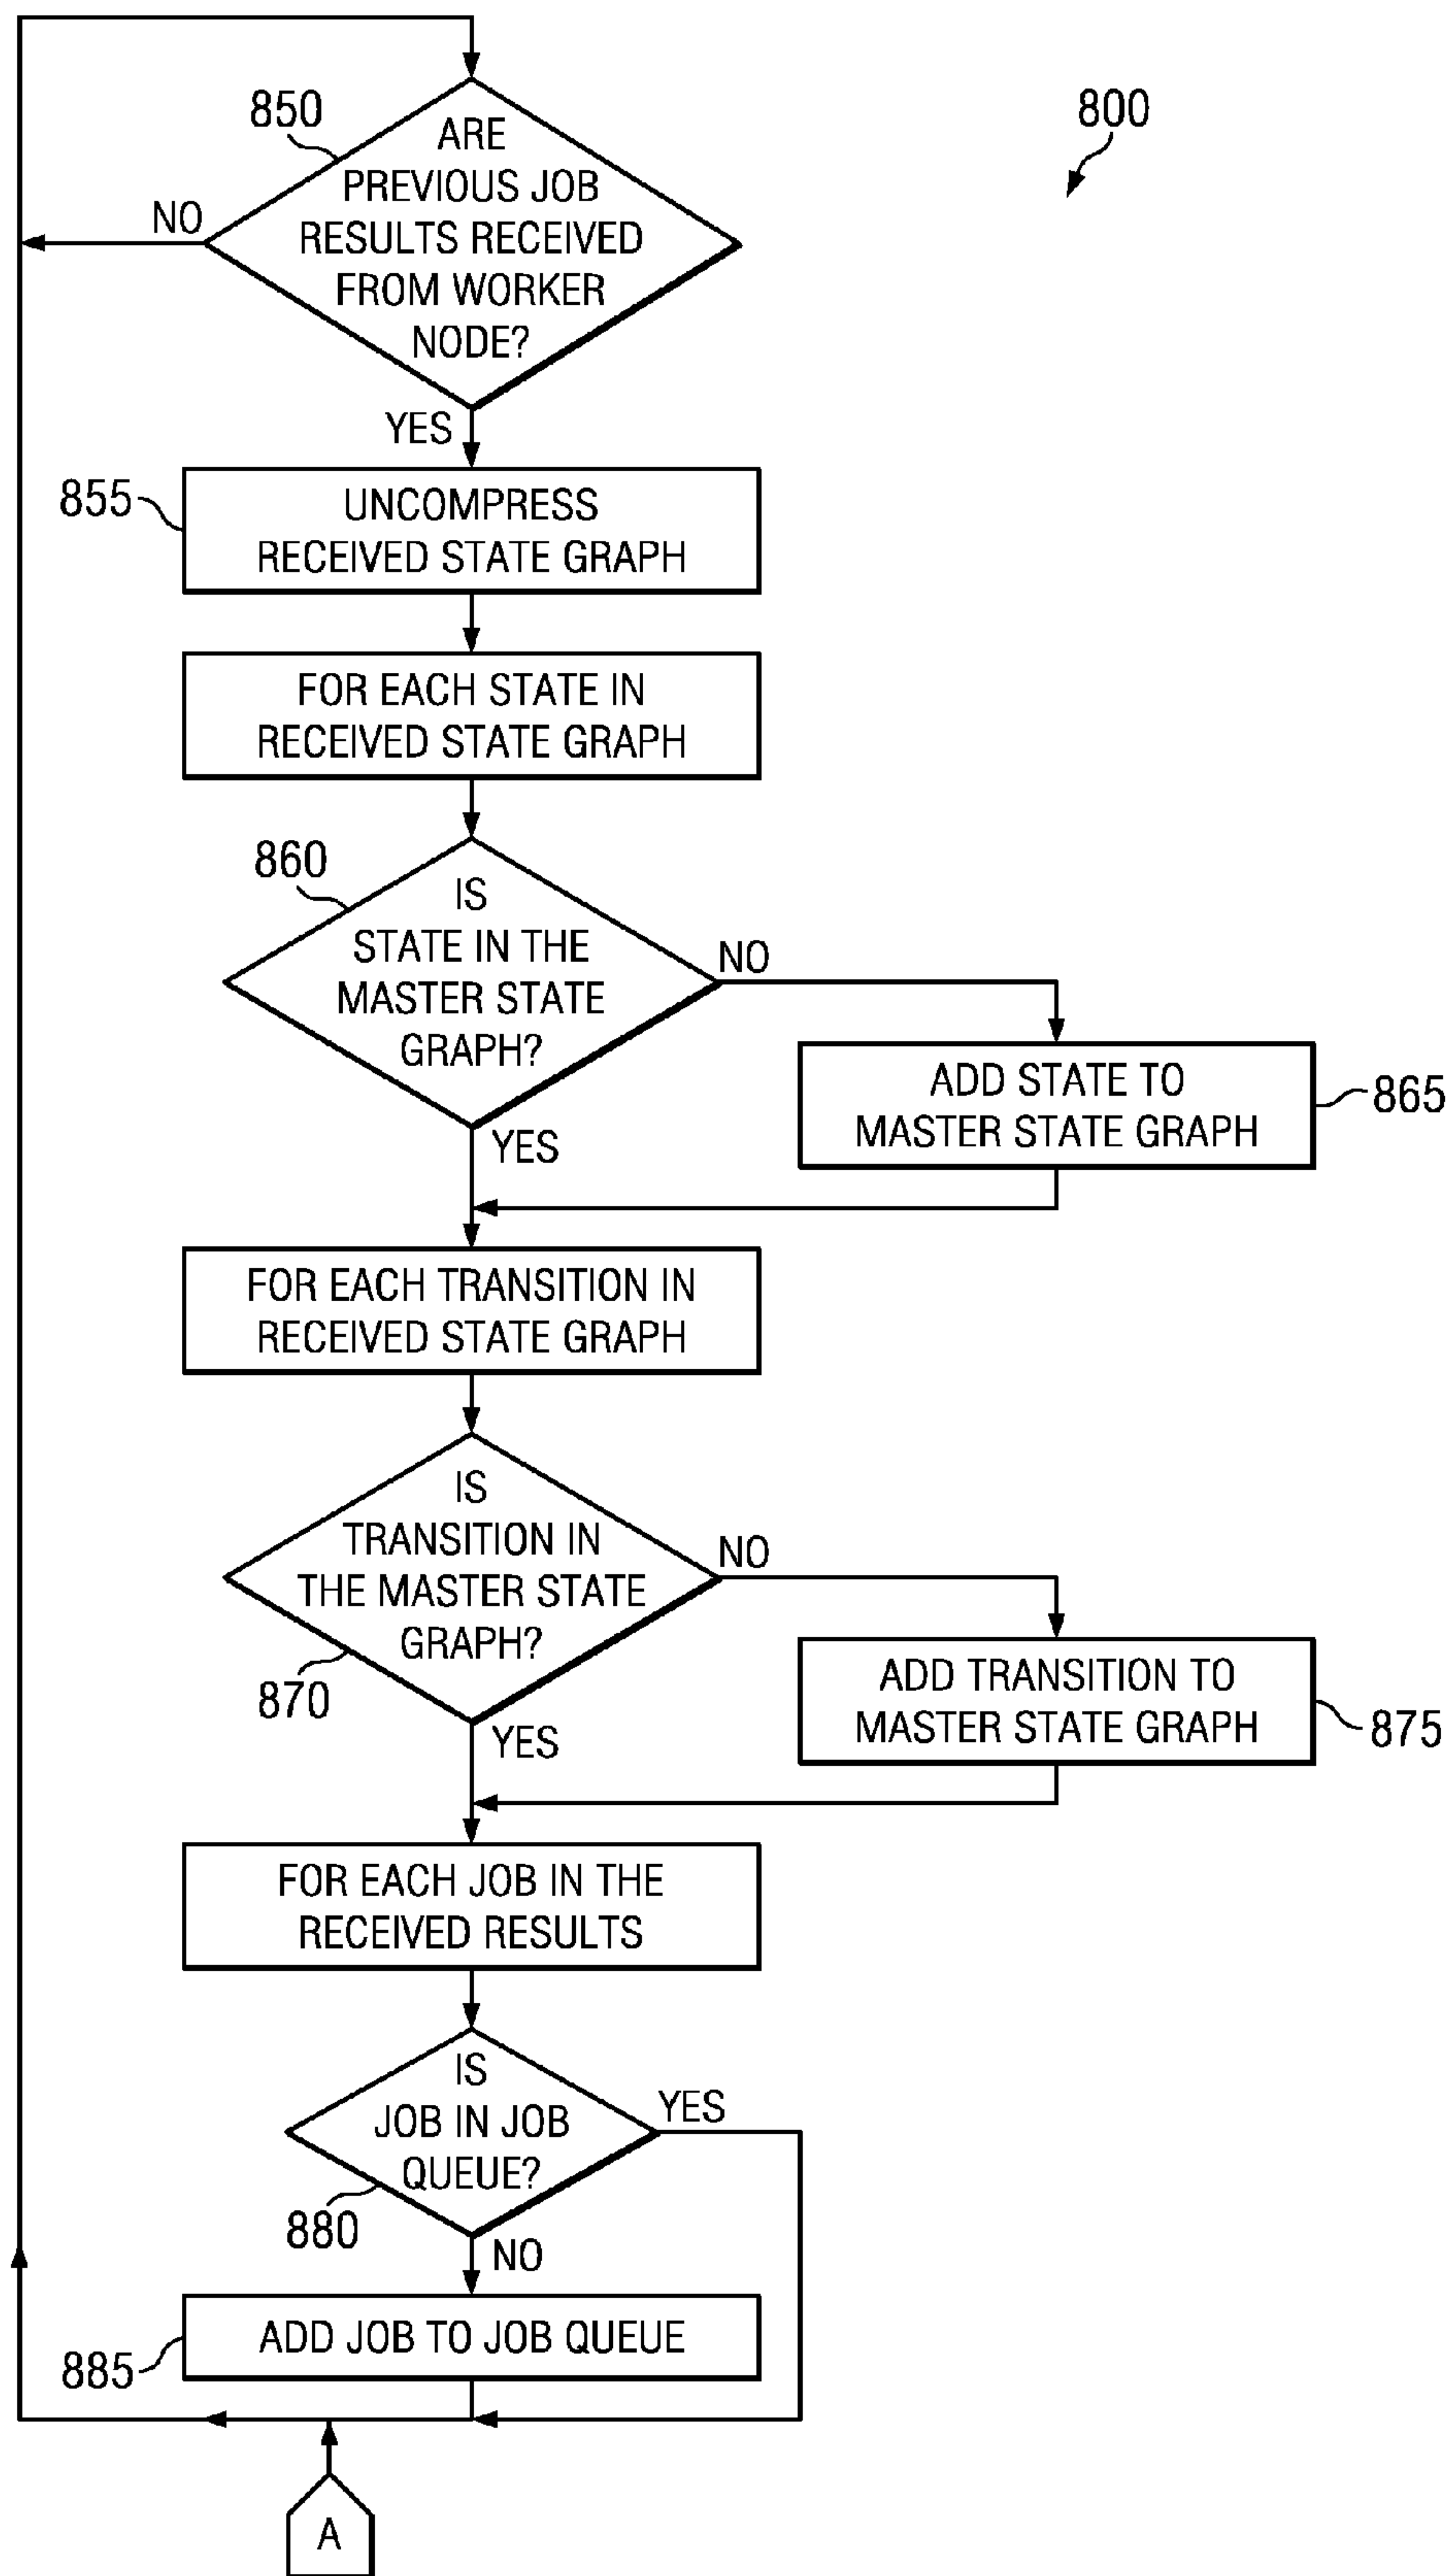 850
800
ARE
PREVIOUS JOB
RESULTS RECEIVED
FROM WORKER
NODE?
NO
YES
855
UNCOMPRESS
RECEIVED STATE GRAPH
FOR EACH STATE IN
RECEIVED STATE GRAPH
860
IS
STATE IN THE
MASTER STATE
GRAPH?
NO
YES
ADD STATE TO
MASTER STATE GRAPH
865
FOR EACH TRANSITION IN
RECEIVED STATE GRAPH
IS
TRANSITION IN
THE MASTER STATE
GRAPH?
NO
870
YES
ADD TRANSITION TO
MASTER STATE GRAPH
875
FOR EACH JOB IN THE
RECEIVED RESULTS
IS
JOB IN JOB
QUEUE?
YES
880
NO
ADD JOB TO JOB QUEUE
885
A